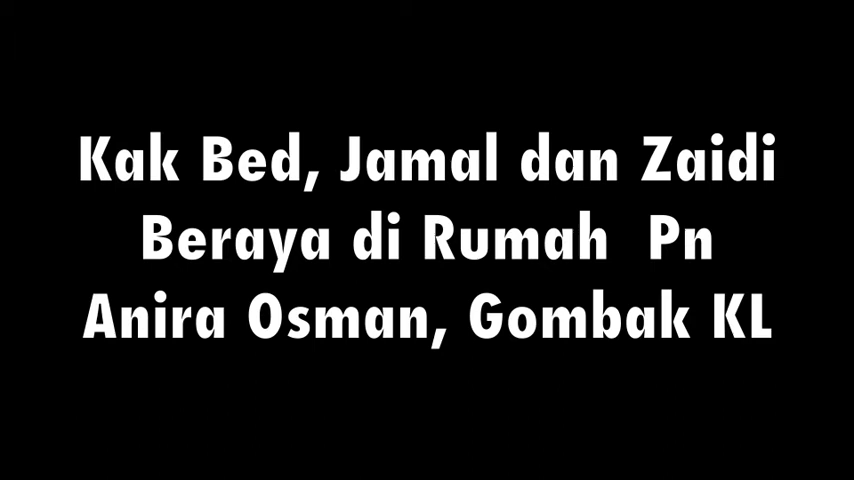 Kak Bed, Jamal dan Zaidi
Beraya di Rumah  Pn
Anira Osman, Gombak KL